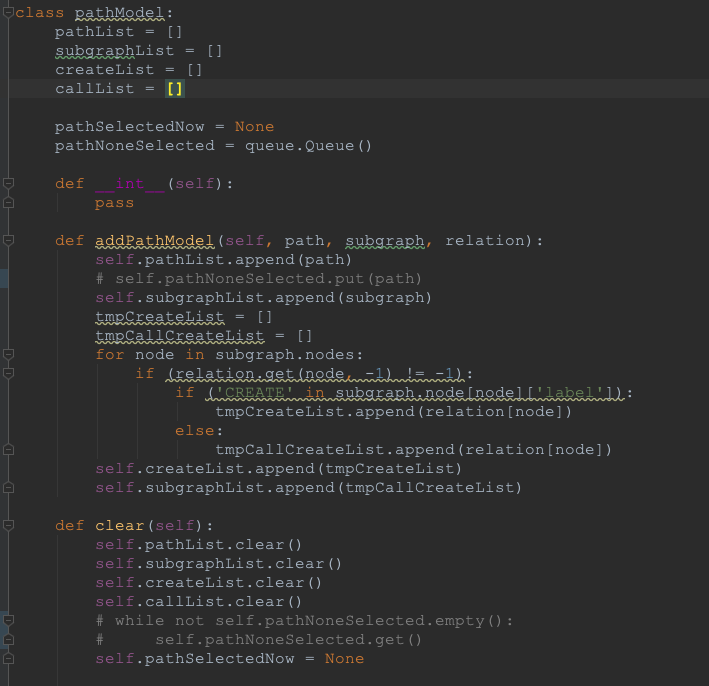 class pathModel:
    pathList = []
    subgraphList = []
    createList = []
    callList = []

    pathSelectedNow = None
    pathNoneSelected = queue.Queue()

    def __int__(self):
        pass

    def addPathModel(self, path, subgraph, relation):
        self.pathList.append(path)
        # self.pathNoneSelected.put(path)
        self.subgraphList.append(subgraph)
        tmpCreateList = []
        tmpCallCreateList = []
        for node in subgraph.nodes:
            if (relation.get(node, -1) != -1):
                if ('CREATE' in subgraph.node[node]['label']):
                    tmpCreateList.append(relation[node])
                else:
                    tmpCallCreateList.append(relation[node])
        self.createList.append(tmpCreateList)
        self.subgraphList.append(tmpCallCreateList)

    def clear(self):
        self.pathList.clear()
        self.subgraphList.clear()
        self.createList.clear()
        self.callList.clear()
        # while not self.pathNoneSelected.empty():
        #     self.pathNoneSelected.get()
        self.pathSelectedNow = None